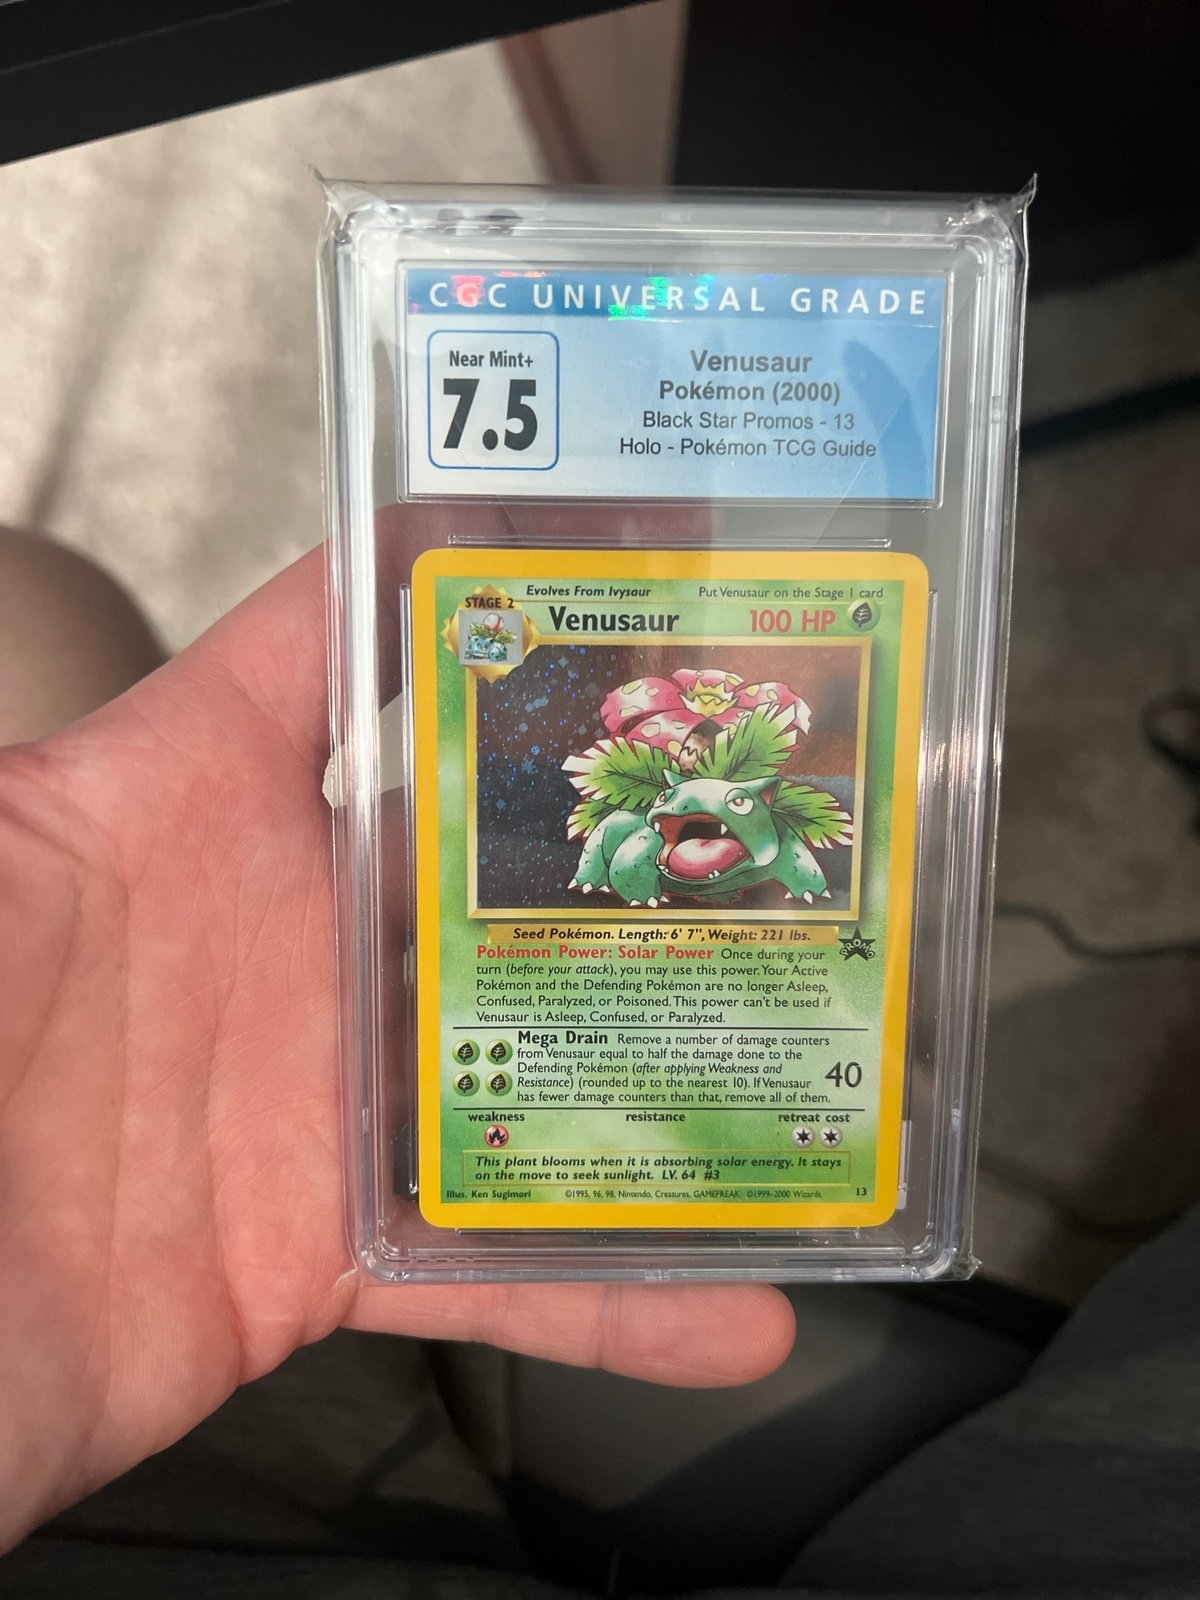 CGC UNIVERSAL GRADE
Near Mint+
7.5
Venusaur
Pokémon (2000)
Black Star Promos - 13
Holo - Pokémon TCG Guide
Evolves From Ivysaur
Put Venusaur on the Stage 1 card
STAGE 2
Venusaur
100 HP
Seed Pokémon. Length: 6' 7", Weight: 221 lbs.
PROMO
Pokémon Power: Solar Power Once during your
turn (before your attack), you may use this power. Your Active
Pokémon and the Defending Pokémon are no longer Asleep,
Confused, Paralyzed, or Poisoned. This power can't be used if
Venusaur is Asleep, Confused, or Paralyzed.
Mega Drain Remove a number of damage counters
from Venusaur equal to half the damage done to the
Defending Pokémon (after applying Weakness and
Resistance) (rounded up to the nearest 10). If Venusaur
has fewer damage counters than that, remove all of them.
40
weakness
resistance
retreat cost
This plant blooms when it is absorbing solar energy. It stays
on the move to seek sunlight. LV. 64 #3
Illus. Ken Sugimori
©1995, 96, 98, Nintendo, Creatures, GAMEFREAK. ©1999-2000 Wizards.
13